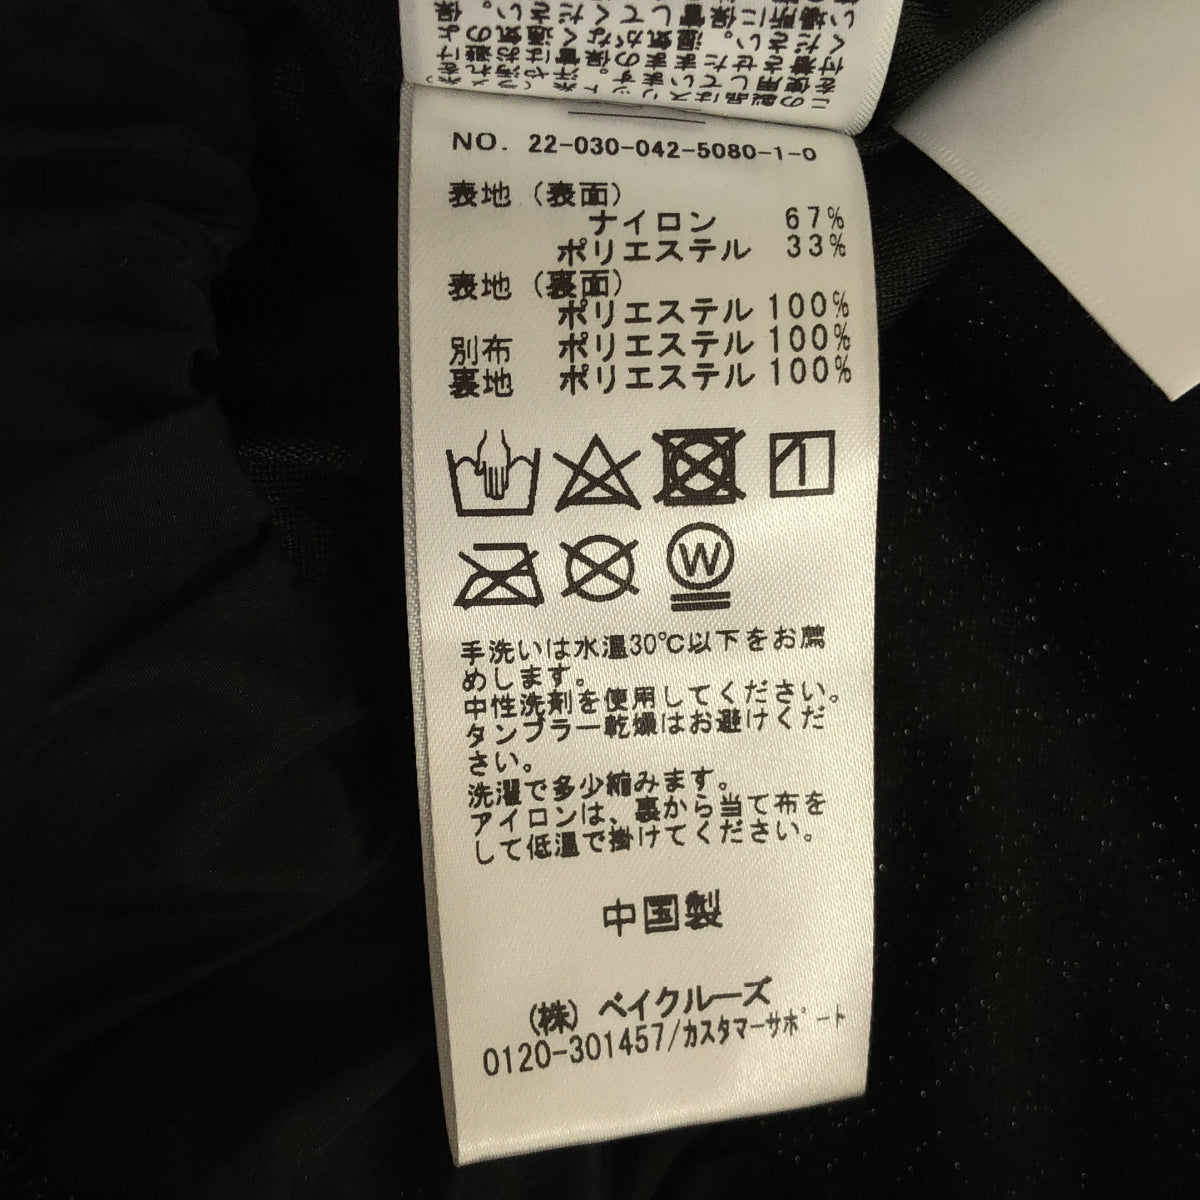 NO. 22-030-042-5080-1-0
表地（表面）
ナイロン 67%
ポリエステル 33%
表地（裏面）
ポリエステル 100%
別布 ポリエステル 100%
裏地 ポリエステル 100%
W
手洗いは水温30℃以下をお薦
めします。
中性洗剤を使用してください。
タンブラー乾燥はお避けくだ
さい。
洗濯で多少縮みます。
アイロンは、裏から当て布を
して低温で掛けてください。
中国製
（株）ベイクルーズ
0120-301457/カスタマーサポート